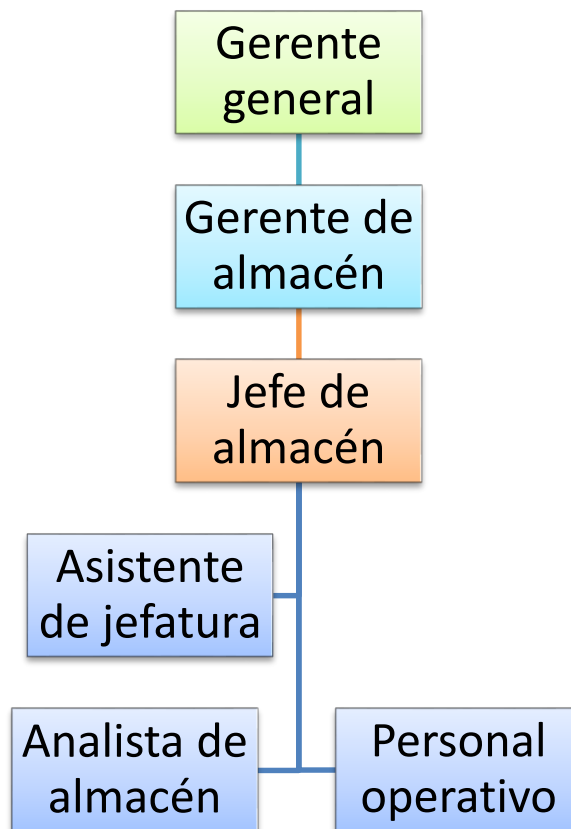 Gerente
general
Gerente de
almacén
Jefe de
almacén
Asistente
de jefatura
Analista de
almacén
Personal
operativo